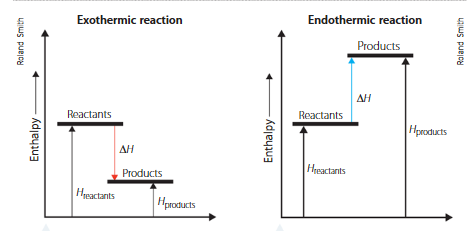 Exothermic reaction
Roland Smith
Enthalpy
Reactants
ΔH
Products
Hreactants
Hproducts
Endothermic reaction
Roland Smith
Enthalpy
Products
ΔH
Reactants
Hproducts
Hreactants